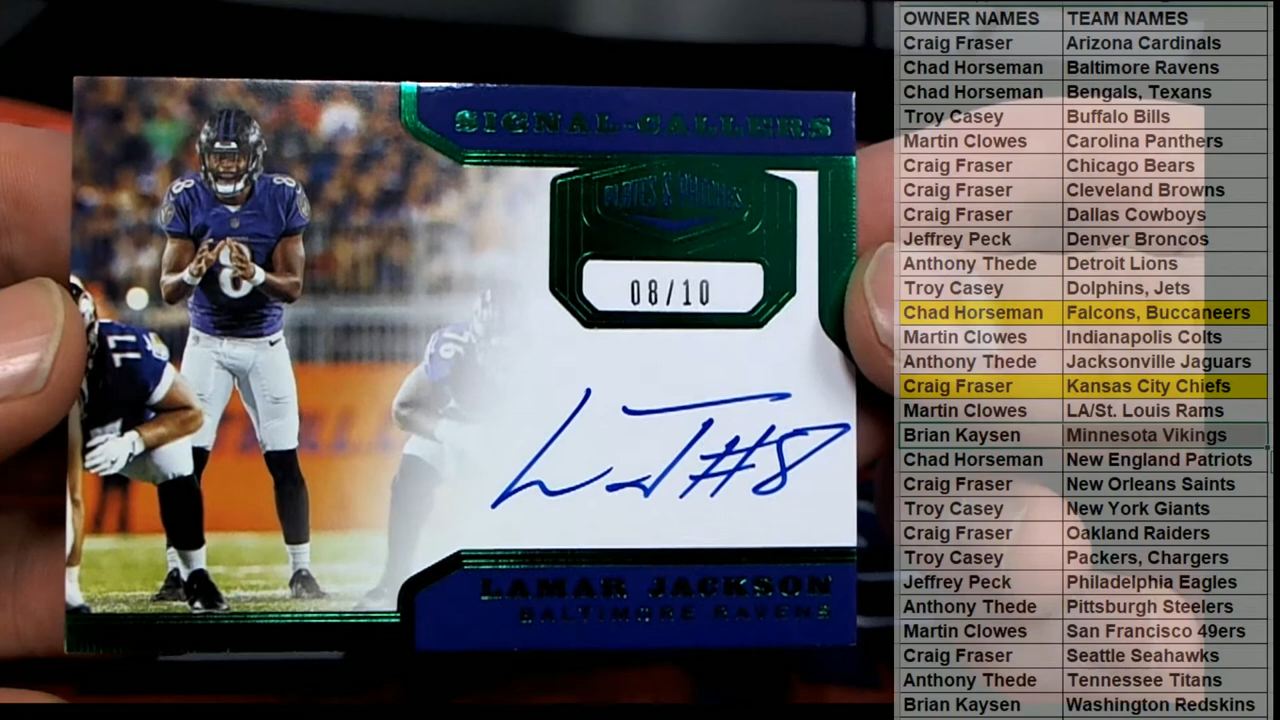 SIGNAL-CALLERS
PLATES & PATCHES
08/10
8
8
77
LJ #8
LAMAR JACKSON
BALTIMORE RAVENS
OWNER NAMES TEAM NAMES
Craig Fraser Arizona Cardinals
Chad Horseman Baltimore Ravens
Chad Horseman Bengals, Texans
Troy Casey Buffalo Bills
Martin Clowes Carolina Panthers
Craig Fraser Chicago Bears
Craig Fraser Cleveland Browns
Craig Fraser Dallas Cowboys
Jeffrey Peck Denver Broncos
Anthony Thede Detroit Lions
Troy Casey Dolphins, Jets
Chad Horseman Falcons, Buccaneers
Martin Clowes Indianapolis Colts
Anthony Thede Jacksonville Jaguars
Craig Fraser Kansas City Chiefs
Martin Clowes LA/St. Louis Rams
Brian Kaysen Minnesota Vikings
Chad Horseman New England Patriots
Craig Fraser New Orleans Saints
Troy Casey New York Giants
Craig Fraser Oakland Raiders
Troy Casey Packers, Chargers
Jeffrey Peck Philadelphia Eagles
Anthony Thede Pittsburgh Steelers
Martin Clowes San Francisco 49ers
Craig Fraser Seattle Seahawks
Anthony Thede Tennessee Titans
Brian Kaysen Washington Redskins